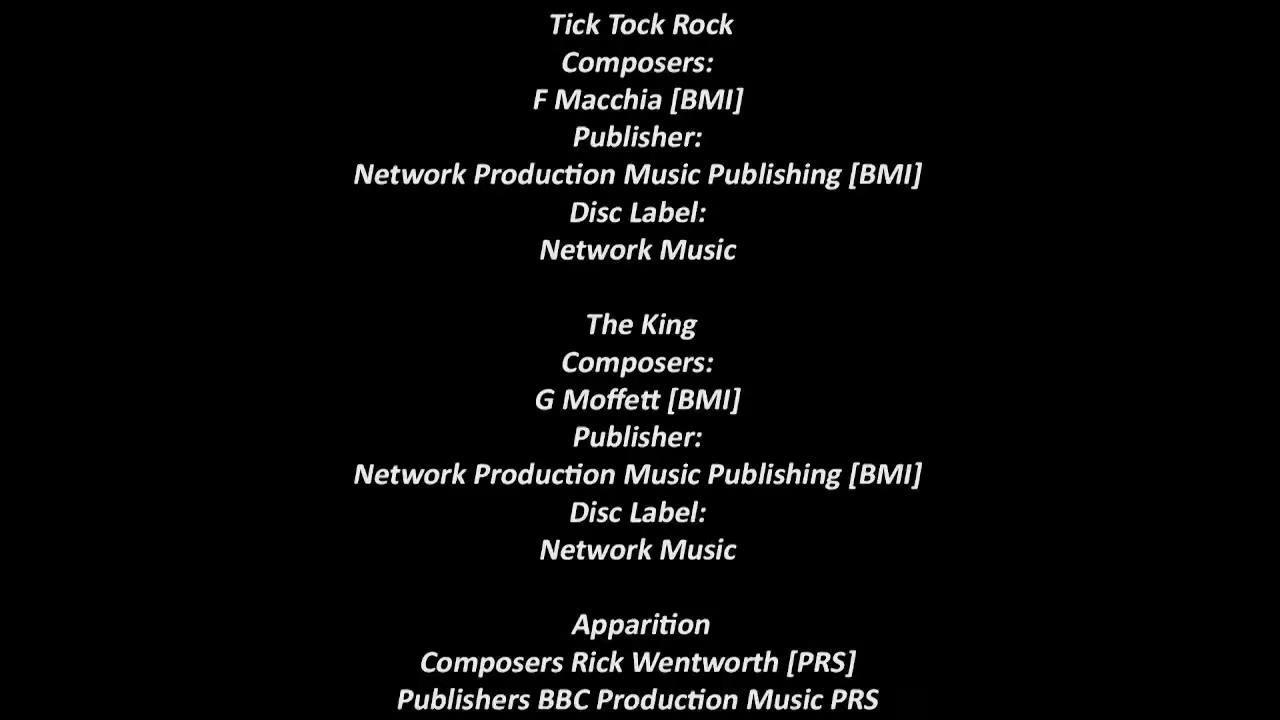 Tick Tock Rock
Composers:
F Macchia [BMI]
Publisher:
Network Production Music Publishing [BMI]
Disc Label:
Network Music
The King
Composers:
G Moffett [BMI]
Publisher:
Network Production Music Publishing [BMI]
Disc Label:
Network Music
Apparition
Composers Rick Wentworth [PRS]
Publishers BBC Production Music PRS